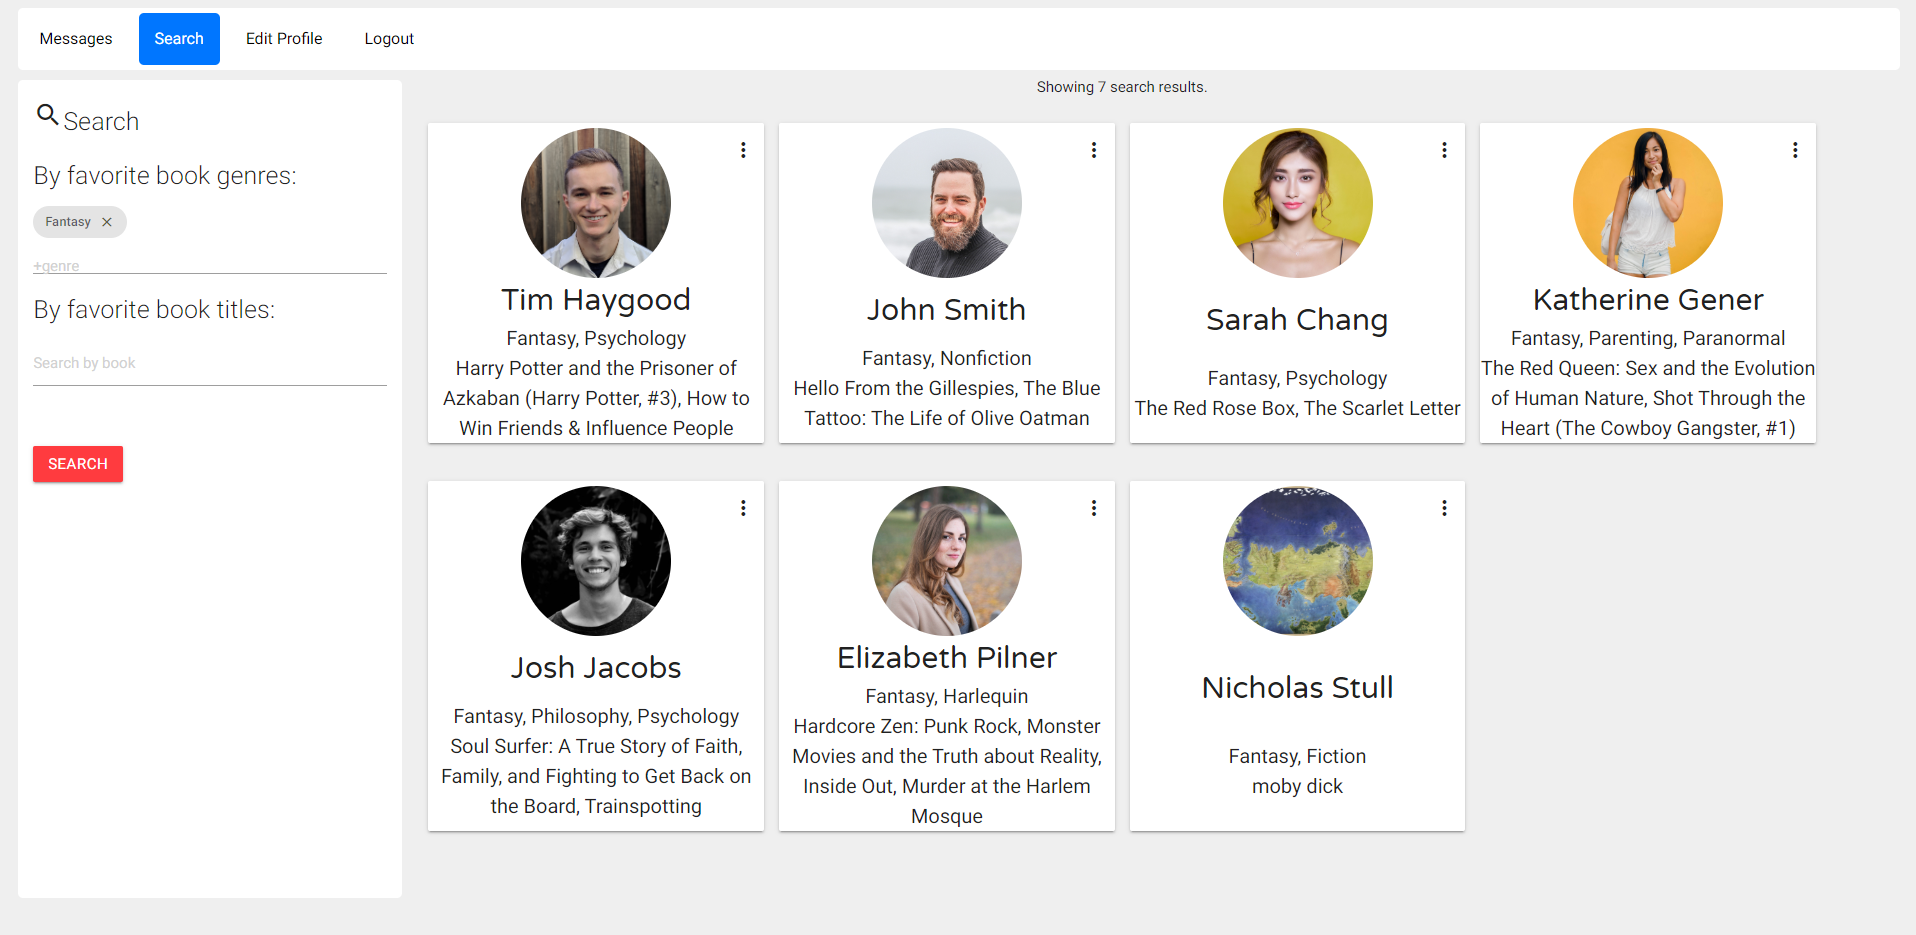 Messages
Search
Edit Profile
Logout
Search
By favorite book genres:
Fantasy
+genre
By favorite book titles:
Search by book
SEARCH
Showing 7 search results.
Tim Haygood
Fantasy, Psychology
Harry Potter and the Prisoner of
Azkaban (Harry Potter, #3), How to
Win Friends & Influence People
John Smith
Fantasy, Nonfiction
Hello From the Gillespies, The Blue
Tattoo: The Life of Olive Oatman
Sarah Chang
Fantasy, Psychology
The Red Rose Box, The Scarlet Letter
Katherine Gener
Fantasy, Parenting, Paranormal
The Red Queen: Sex and the Evolution
of Human Nature, Shot Through the
Heart (The Cowboy Gangster, #1)
Josh Jacobs
Fantasy, Philosophy, Psychology
Soul Surfer: A True Story of Faith,
Family, and Fighting to Get Back on
the Board, Trainspotting
Elizabeth Pilner
Fantasy, Harlequin
Hardcore Zen: Punk Rock, Monster
Movies and the Truth about Reality,
Inside Out, Murder at the Harlem
Mosque
Nicholas Stull
Fantasy, Fiction
moby dick